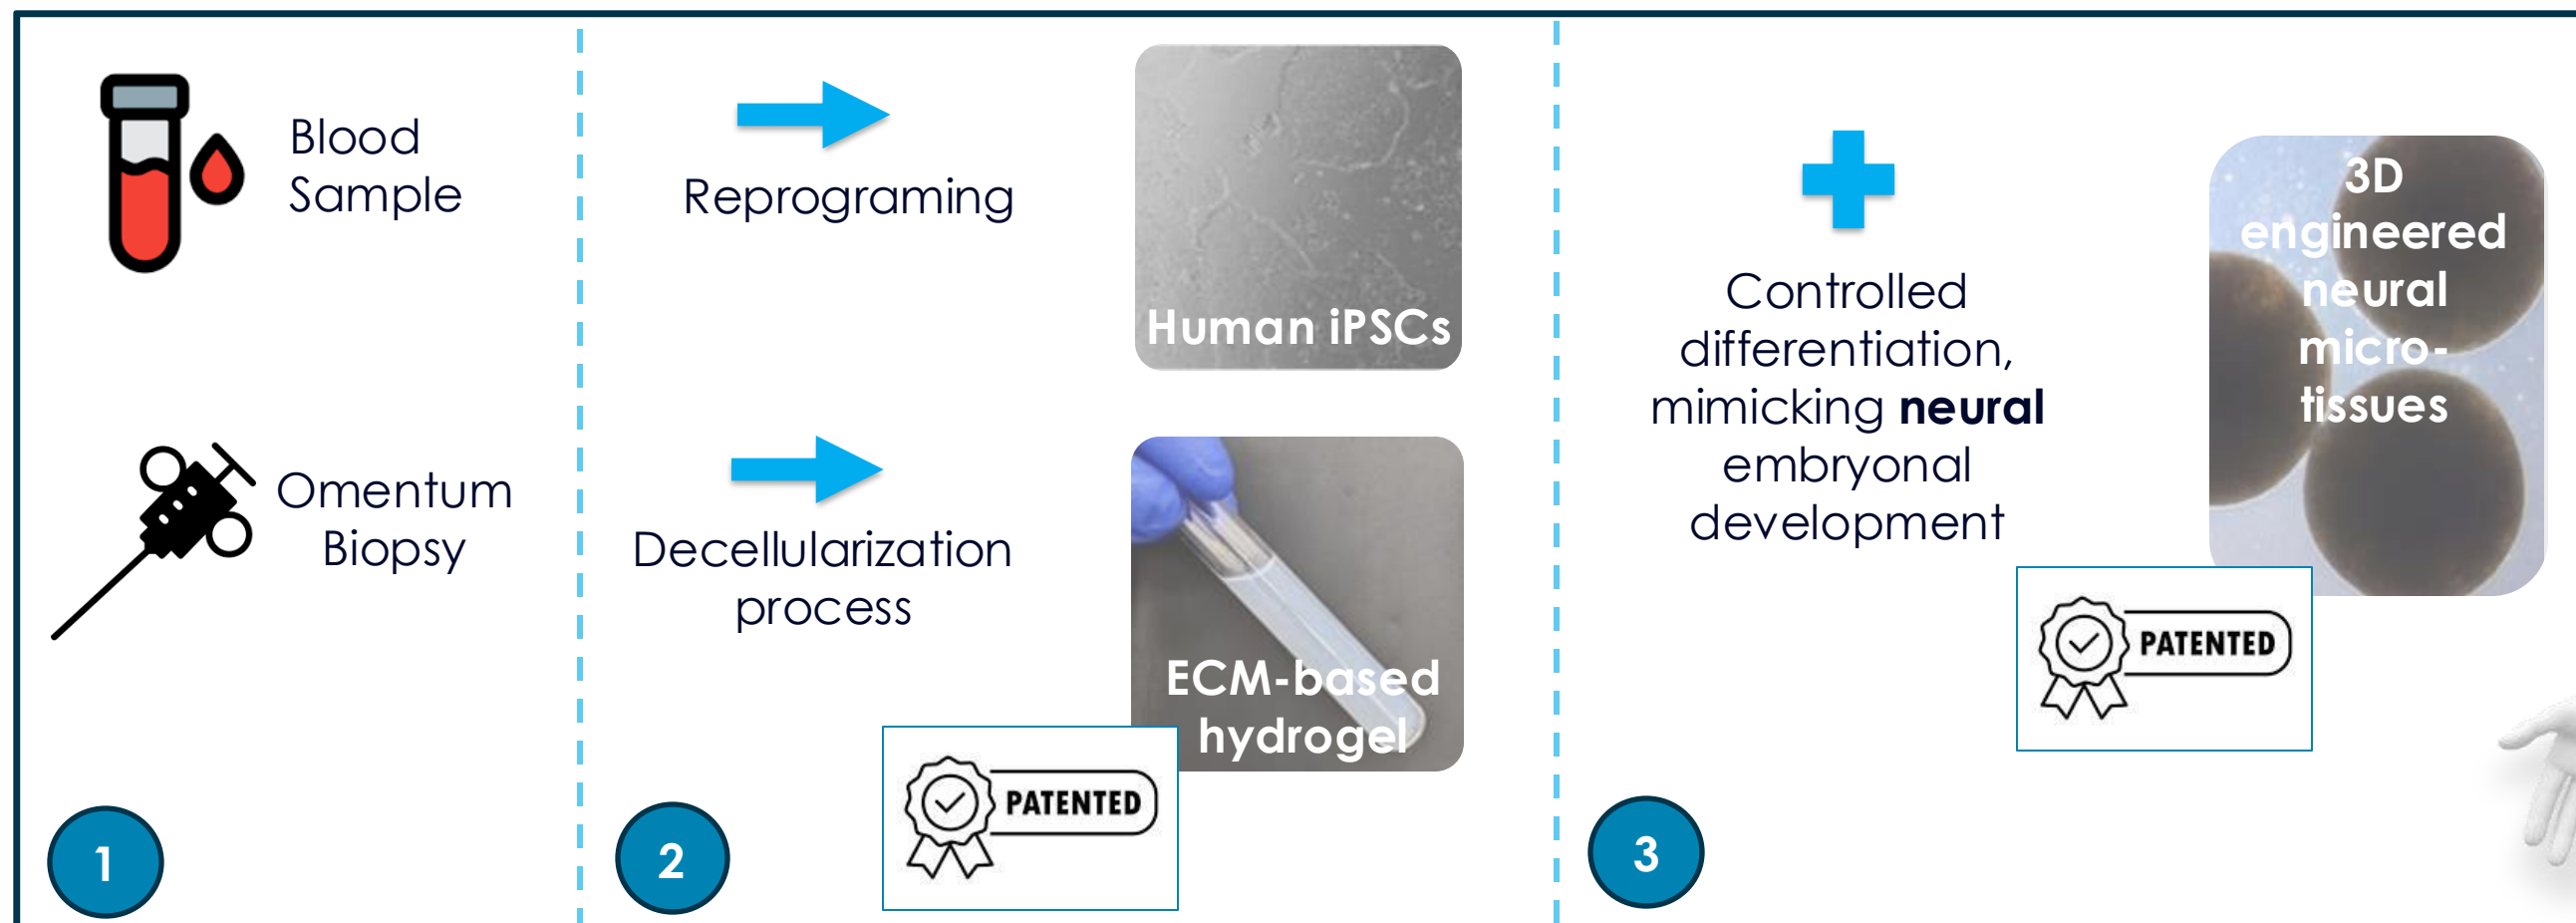 Blood
Sample
Omentum
Biopsy
1
Reprograming
Human iPSCs
Decellularization
process
ECM-based
hydrogel
PATENTED
2
Controlled
differentiation,
mimicking neural
embryonal
development
3D
engineered
neural
micro-
tissues
PATENTED
3